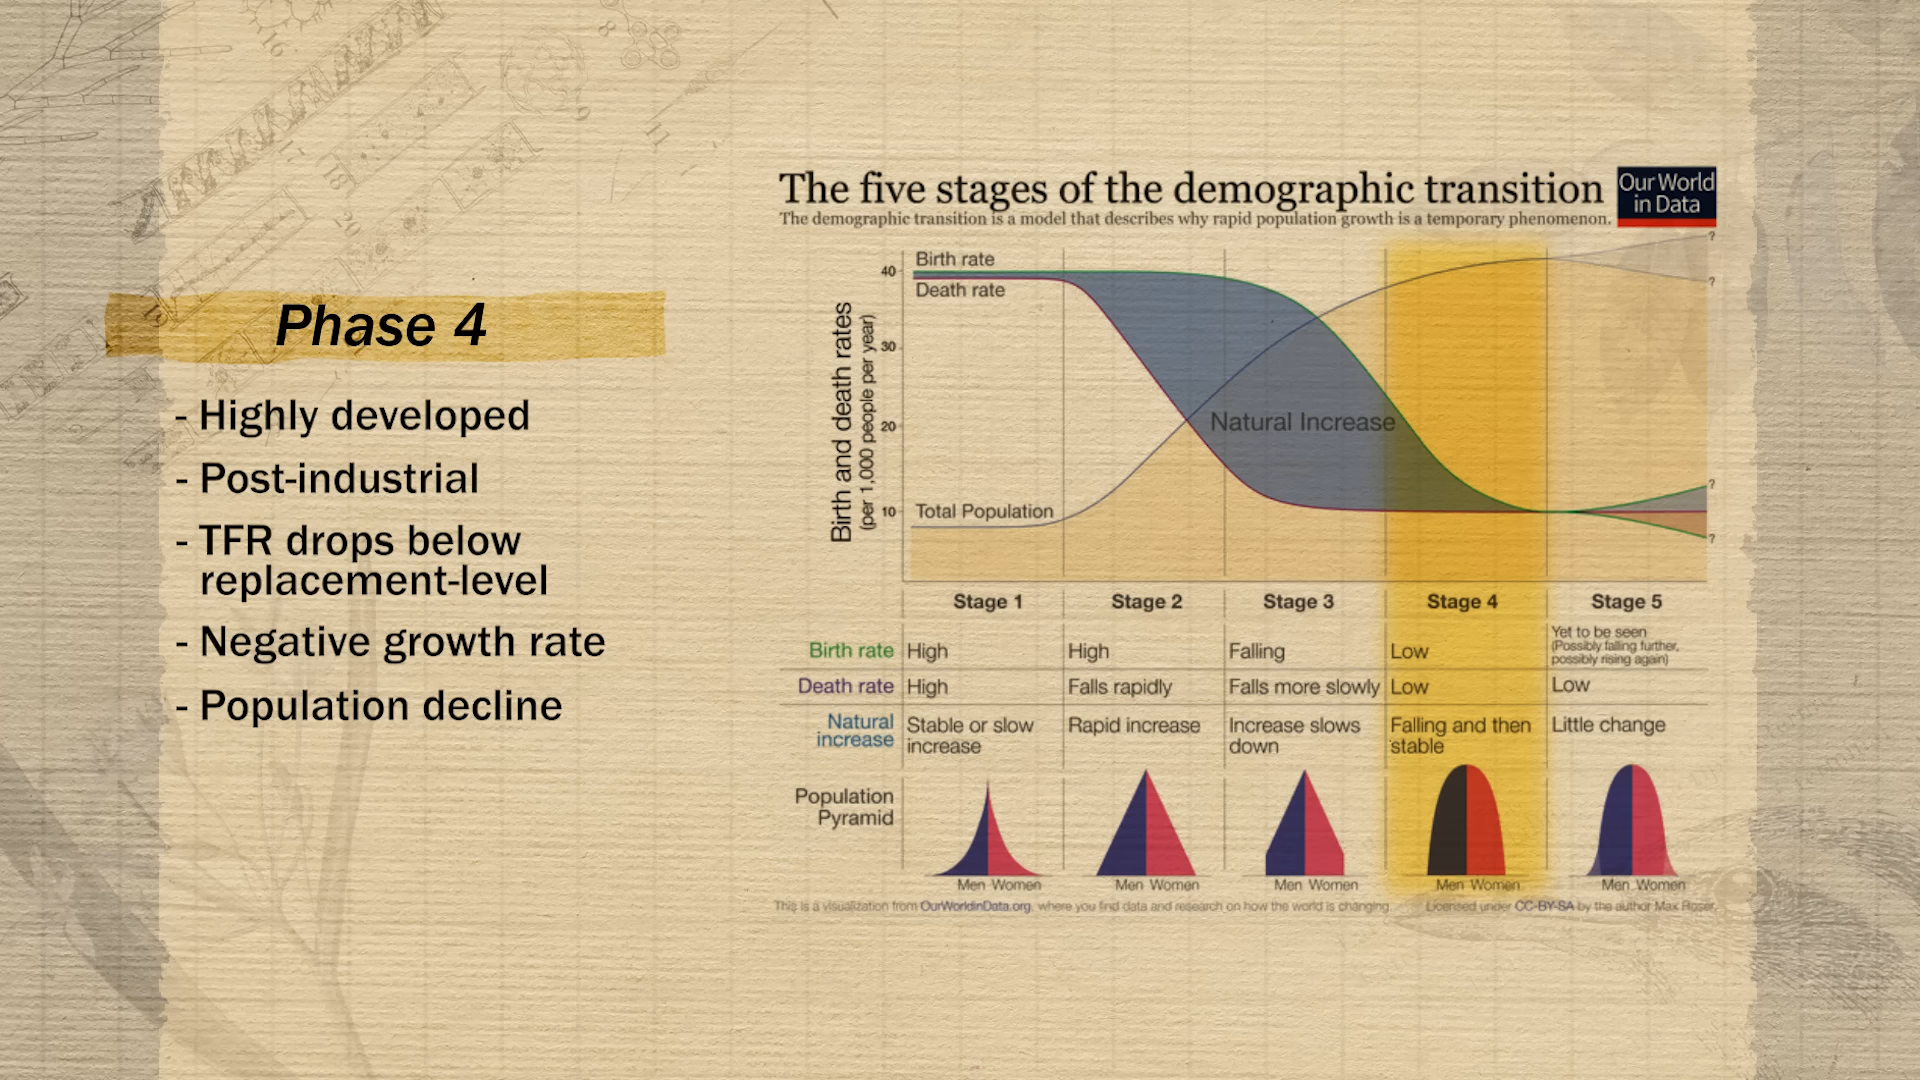 Phase 4
- Highly developed
- Post-industrial
- TFR drops below
replacement-level
- Negative growth rate
- Population decline
The five stages of the demographic transition
Our World
in Data
The demographic transition is a model that describes why rapid population growth is a temporary phenomenon.
Birth and death rates
(per 1,000 people per year)
40
30
20
10
Birth rate
Death rate
Natural Increase
Total Population
?
?
?
?
Stage 1
Stage 2
Stage 3
Stage 4
Stage 5
Birth rate
High
High
Falling
Low
Yet to be seen
(Possibly falling further,
possibly rising again)
Death rate
High
Falls rapidly
Falls more slowly
Low
Low
Natural
increase
Stable or slow
increase
Rapid increase
Increase slows
down
Falling and then
stable
Little change
Population
Pyramid
Men Women
Men Women
Men Women
Men Women
Men Women
This is a visualization from OurWorldinData.org, where you find data and research on how the world is changing.
Licensed under CC-BY-SA by the author Max Roser.
16
17
18
20
8
9
11